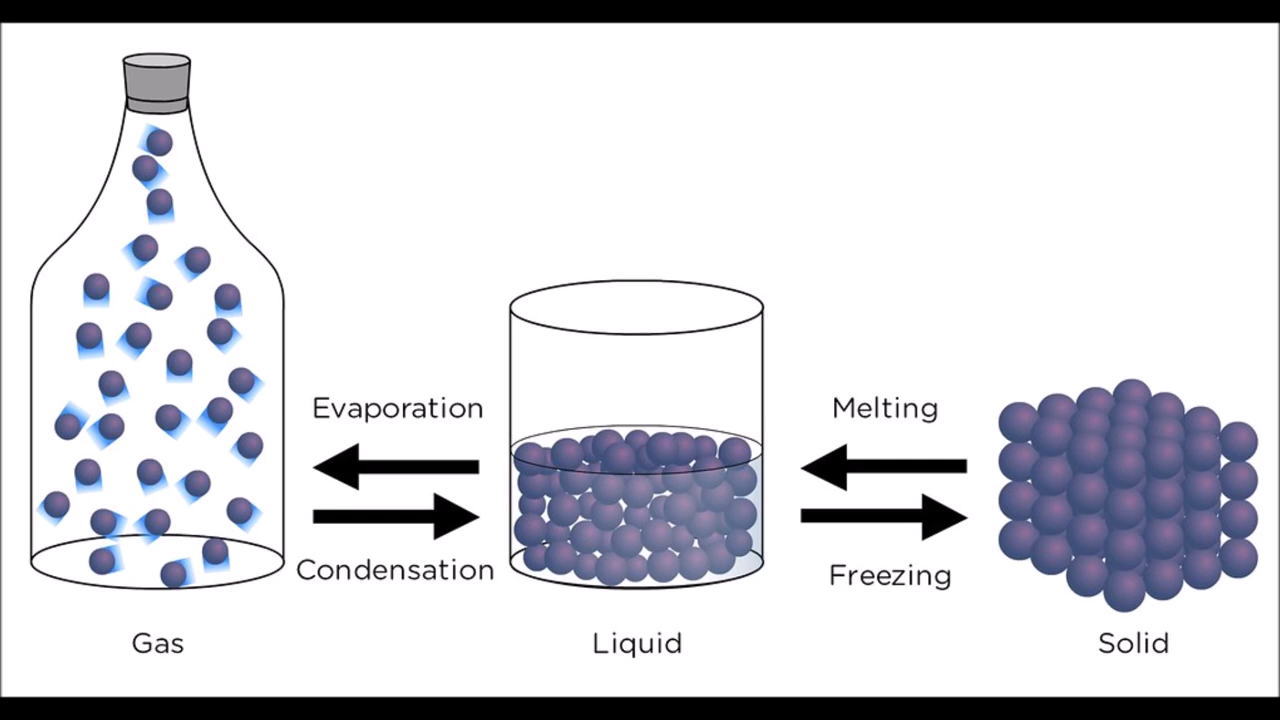 Evaporation
Condensation
Melting
Freezing
Gas
Liquid
Solid